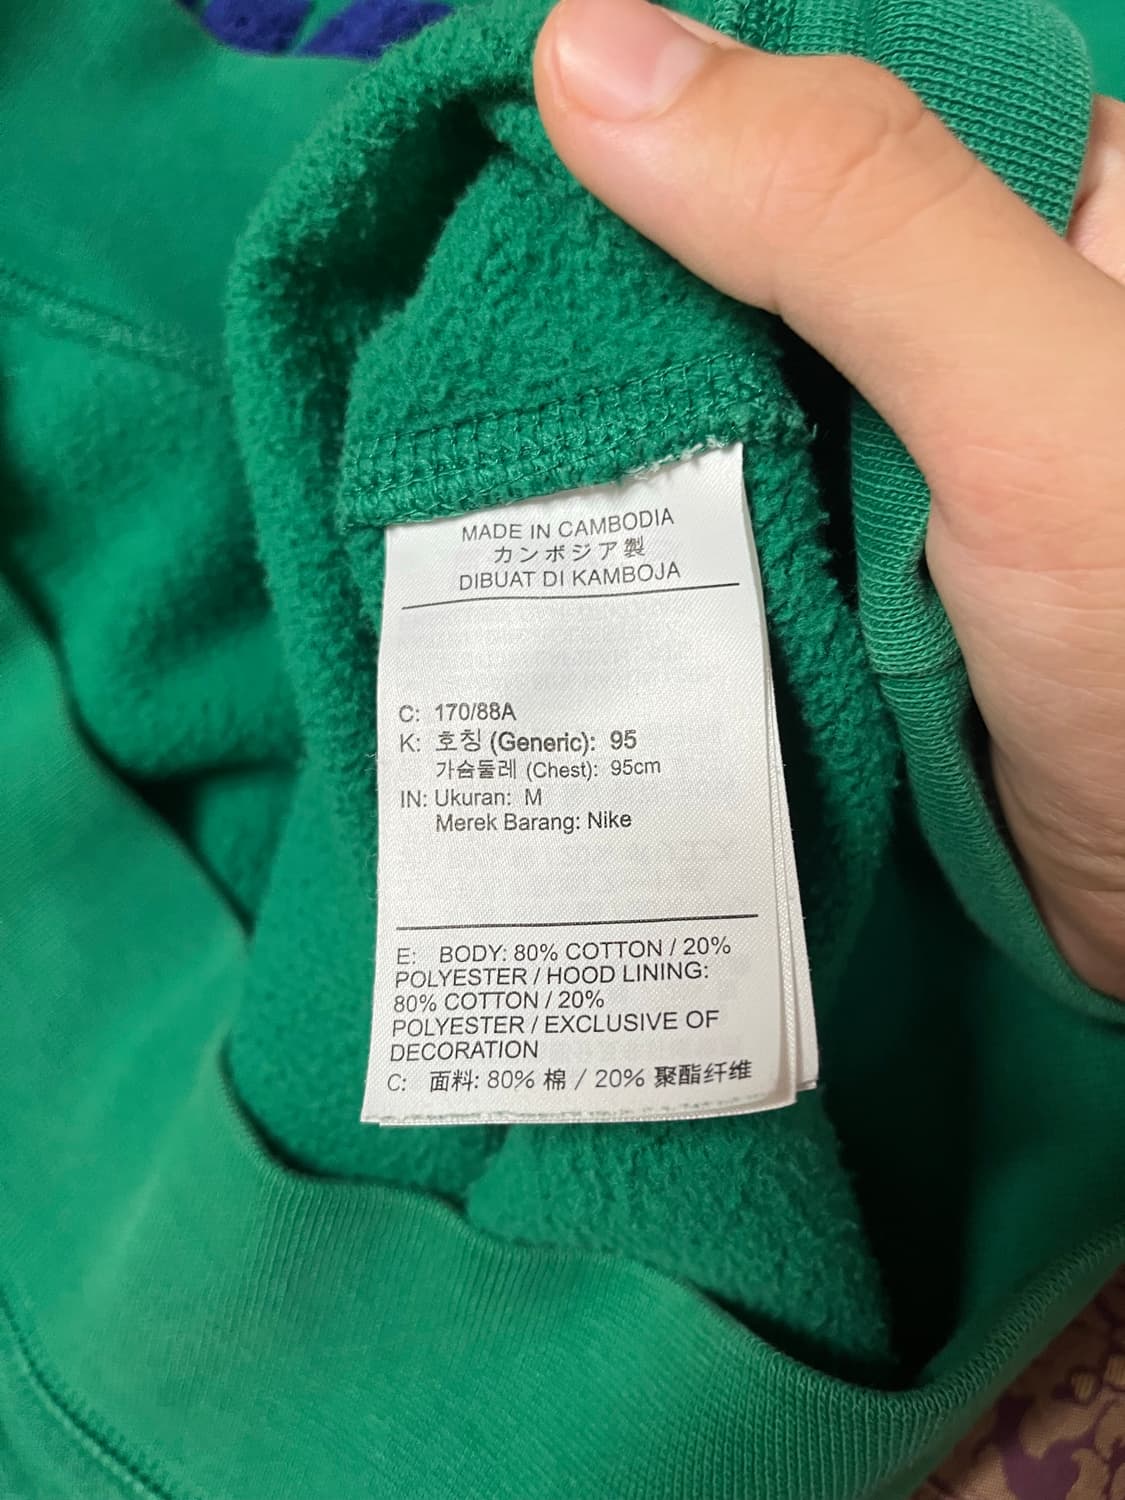 MADE IN CAMBODIA
カンボジア製
DIBUAT DI KAMBOJA
C: 170/88A
K: 호칭 (Generic): 95
가슴둘레 (Chest): 95cm
IN: Ukuran: M
Merek Barang: Nike
E: BODY: 80% COTTON / 20%
POLYESTER / HOOD LINING:
80% COTTON / 20%
POLYESTER / EXCLUSIVE OF
DECORATION
C: 面料: 80% 棉 / 20% 聚酯纤维